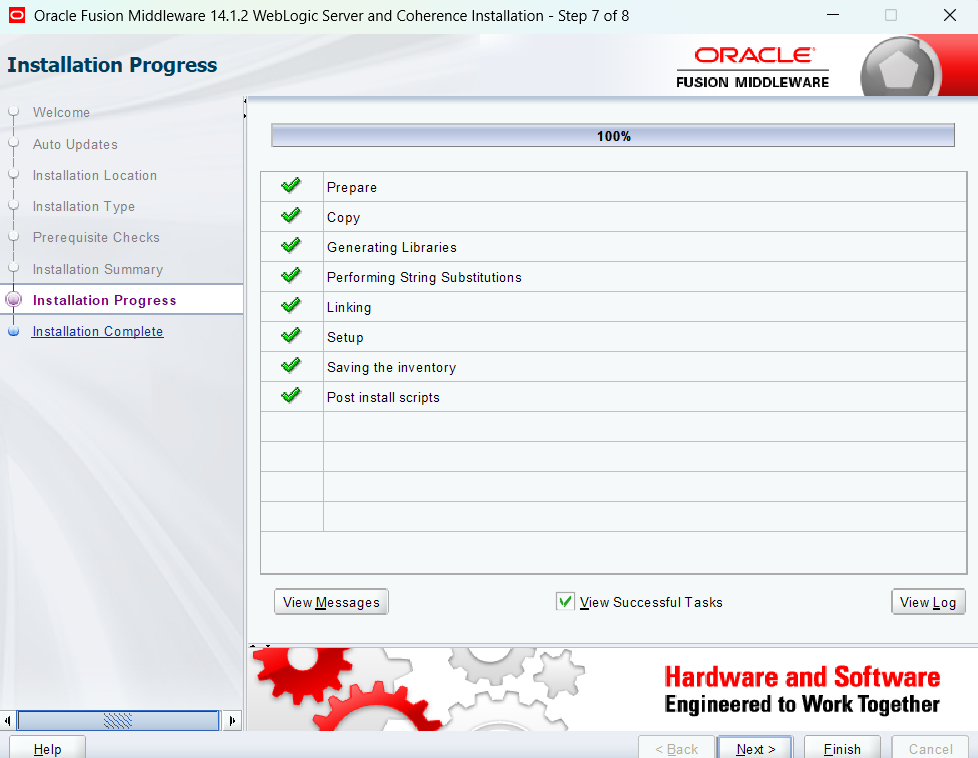 Oracle Fusion Middleware 14.1.2 WebLogic Server and Coherence Installation - Step 7 of 8
Installation Progress
ORACLE
FUSION MIDDLEWARE
Welcome
Auto Updates
Installation Location
Installation Type
Prerequisite Checks
Installation Summary
Installation Progress
Installation Complete
100%
Prepare
Copy
Generating Libraries
Performing String Substitutions
Linking
Setup
Saving the inventory
Post install scripts
View Messages
View Successful Tasks
View Log
Hardware and Software
Engineered to Work Together
Help
< Back
Next >
Finish
Cancel